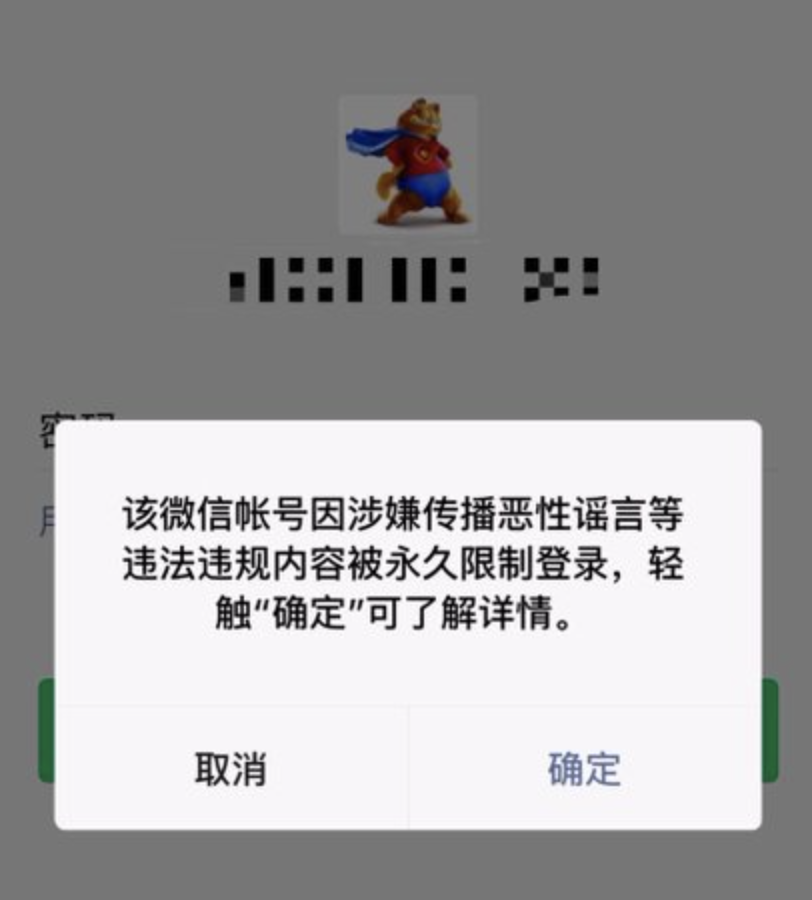 密码
该微信帐号因涉嫌传播恶性谣言等
违法违规内容被永久限制登录，轻
触“确定”可了解详情。
取消
确定